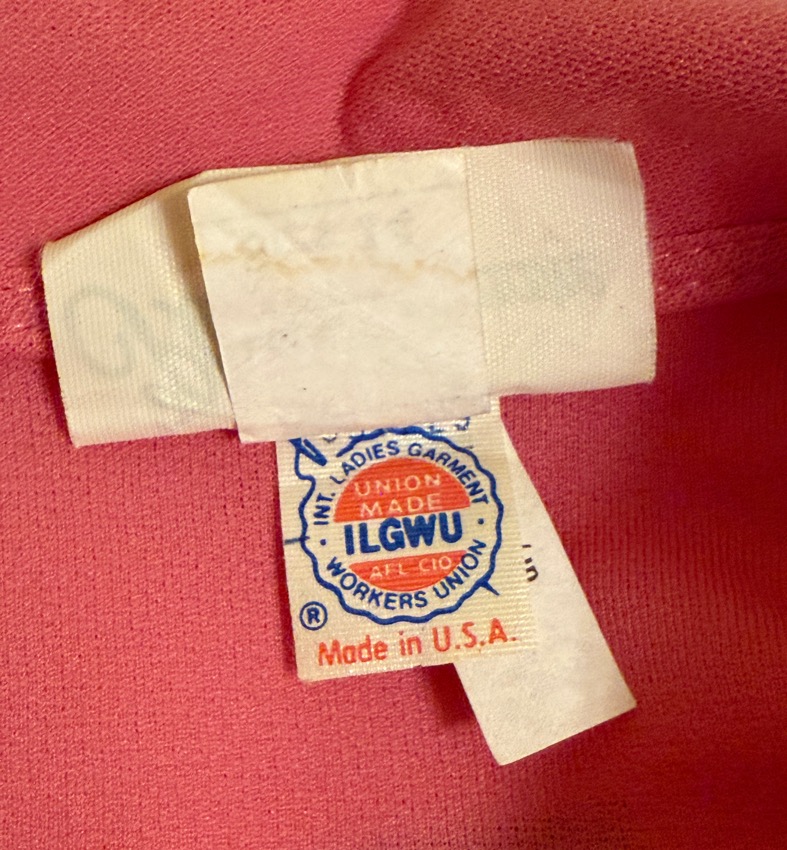 INT. LADIES GARMENT
UNION
MADE
ILGWU
AFL-CIO
WORKERS UNION
®
Made in U.S.A.